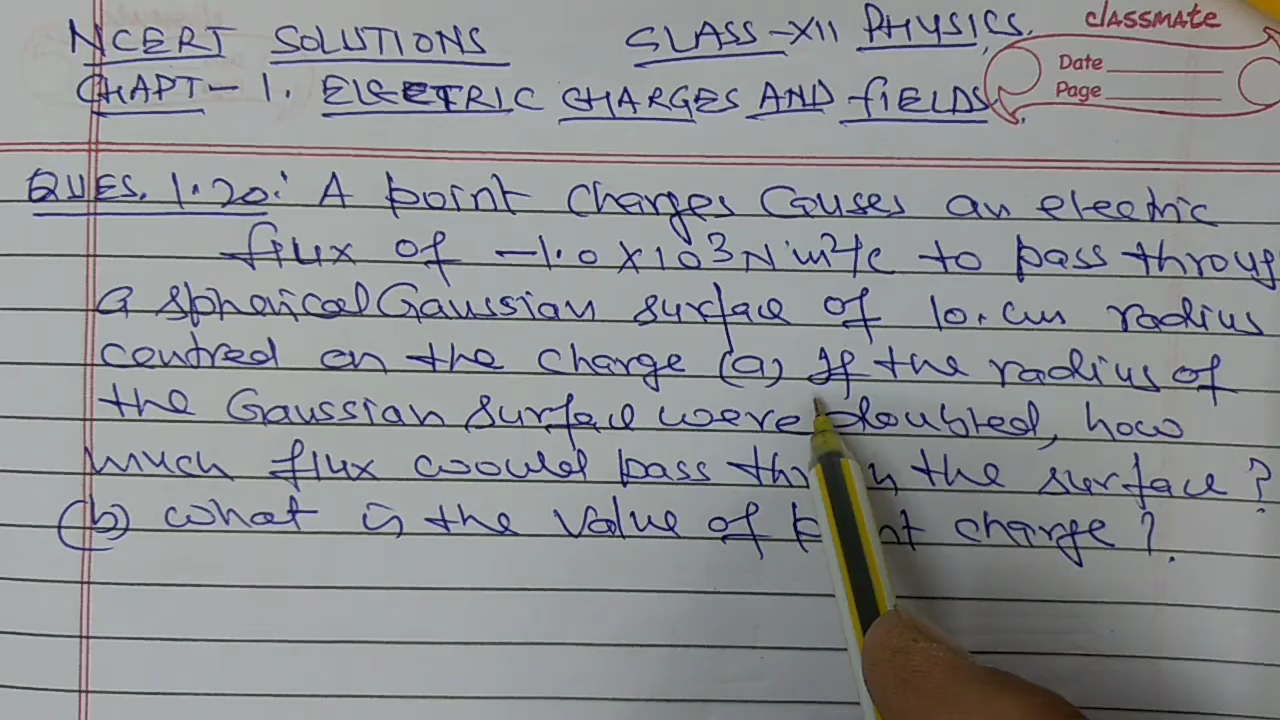 NCERT SOLUTIONS CLASS-XII PHYSICS.
classmate
Date
Page
CHAPT-1. ELECTRIC CHARGES AND FIELDS.
QUES. 1.20: A point charges causes an electric
flux of -1.0 X 10³ Nm²/c to pass throug
a spherical Gaussian surface of 10. cm radius
centred on the charge (a) If the radius of
the Gaussian surface were doubled, how
much flux would pass the surface?
(b) what is the value of charge?